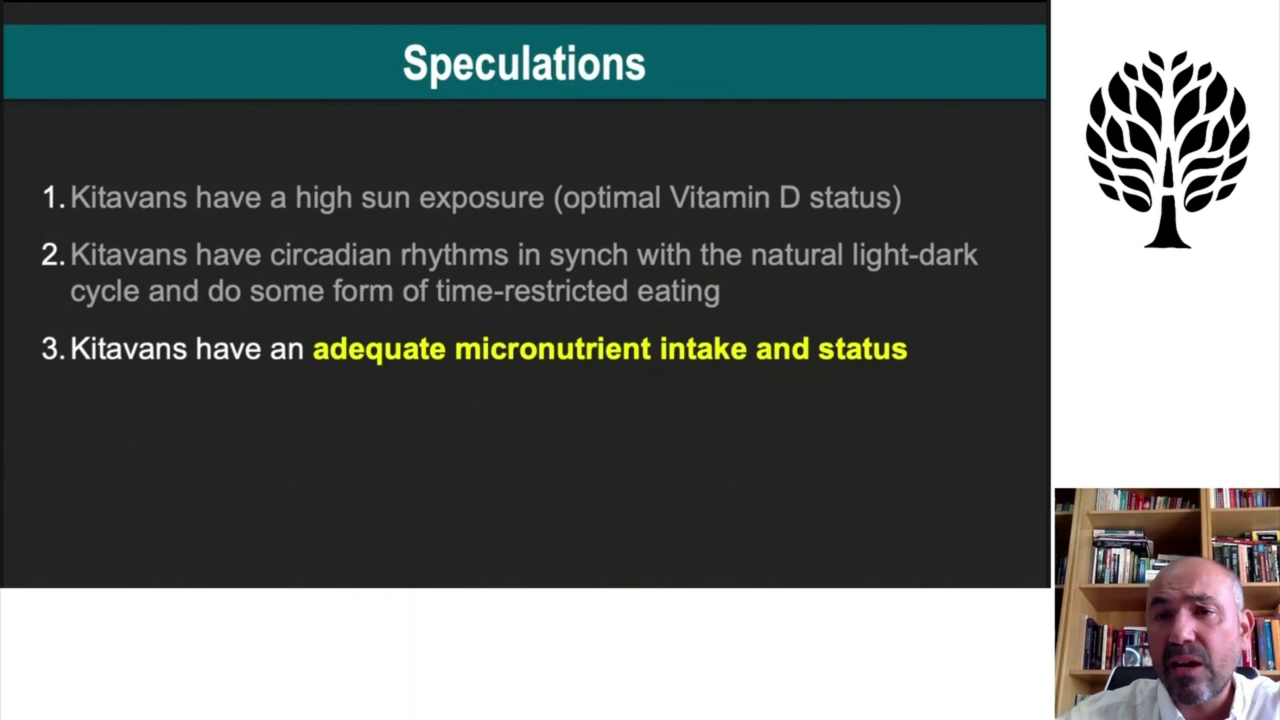 Speculations
1. Kitavans have a high sun exposure (optimal Vitamin D status)
2. Kitavans have circadian rhythms in synch with the natural light-dark
cycle and do some form of time-restricted eating
3. Kitavans have an adequate micronutrient intake and status